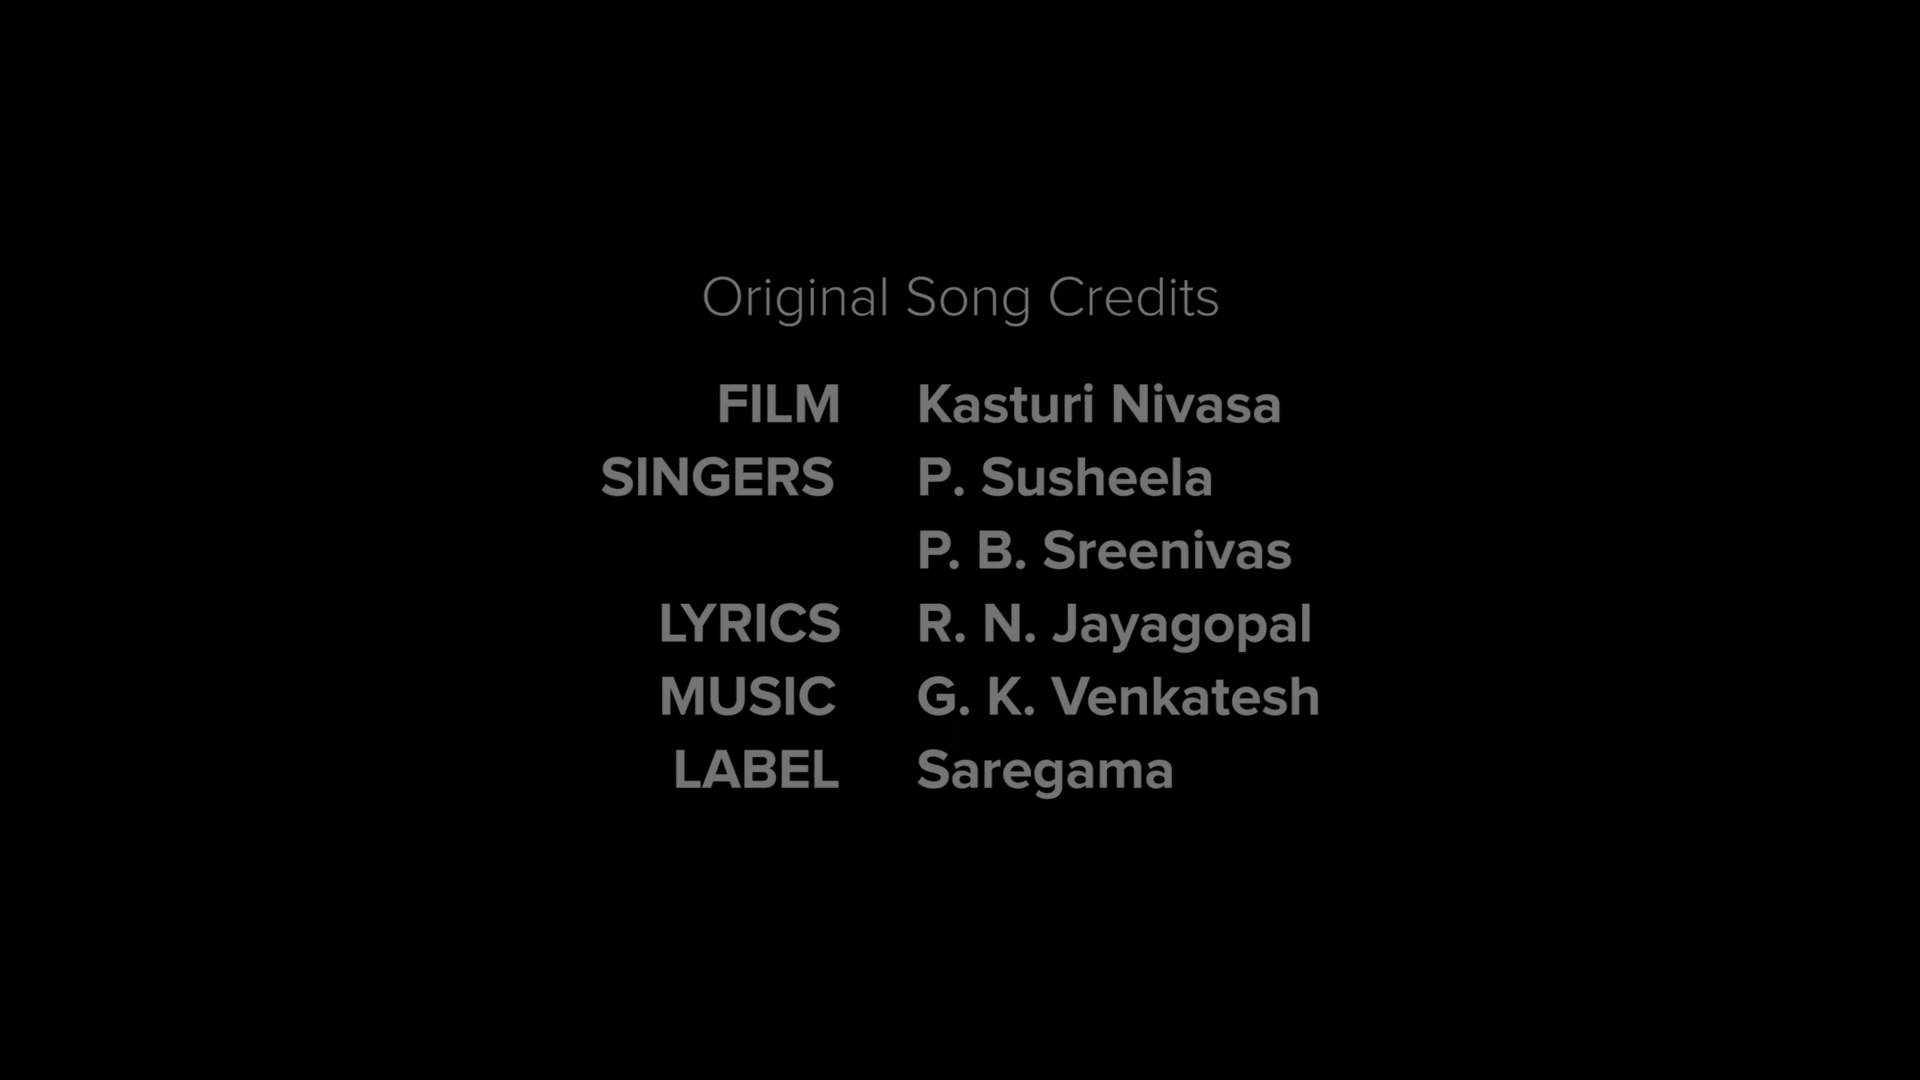 Original Song Credits
FILM Kasturi Nivasa
SINGERS P. Susheela
P. B. Sreenivas
LYRICS R. N. Jayagopal
MUSIC G. K. Venkatesh
LABEL Saregama